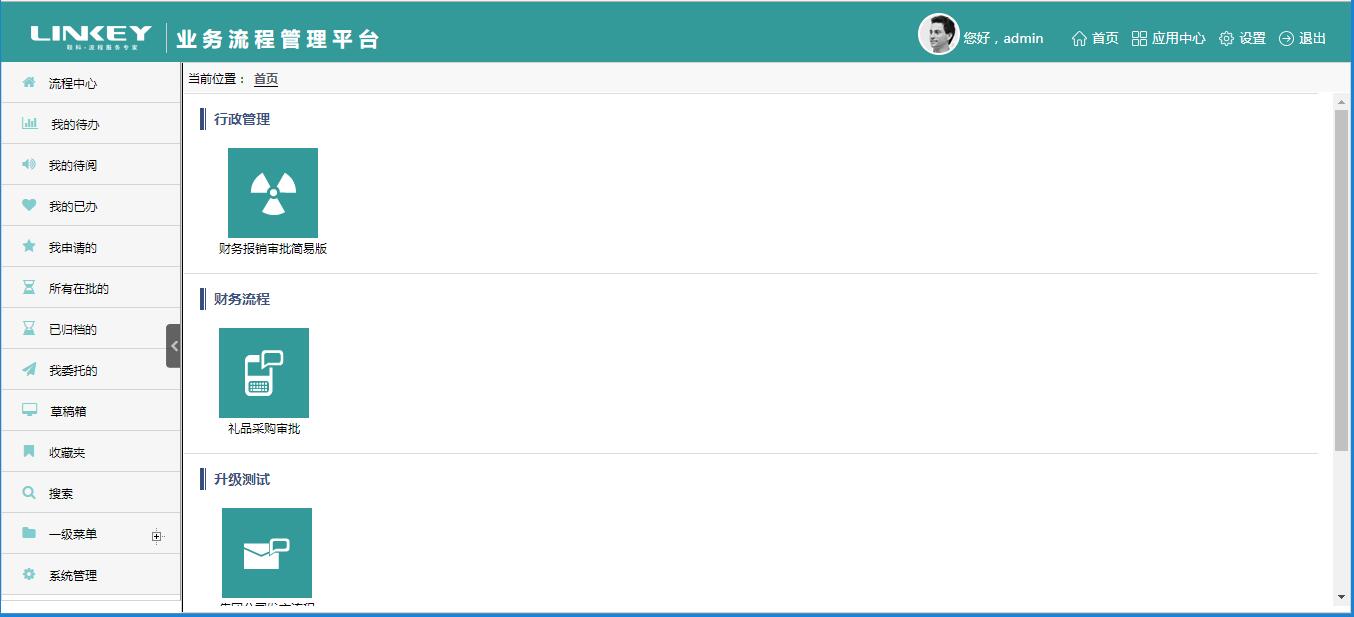 LINKEY
联科·流程服务专家
业务流程管理平台
您好，admin
首页
应用中心
设置
退出
流程中心
我的待办
我的待阅
我的已办
我申请的
所有在批的
已归档的
我委托的
草稿箱
收藏夹
搜索
一级菜单
系统管理
当前位置： 首页
行政管理
财务报销审批简易版
财务流程
礼品采购审批
升级测试